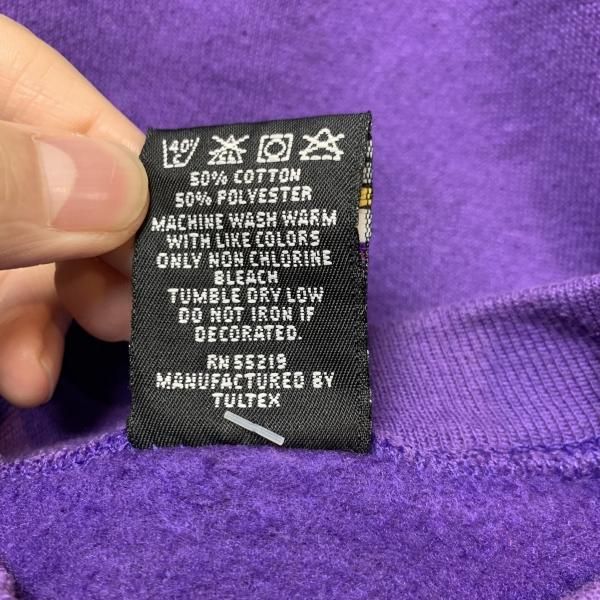 40°
C
CL
50% COTTON
50% POLYESTER
MACHINE WASH WARM
WITH LIKE COLORS
ONLY NON CHLORINE
BLEACH
TUMBLE DRY LOW
DO NOT IRON IF
DECORATED.
RN 55219
MANUFACTURED BY
TULTEX